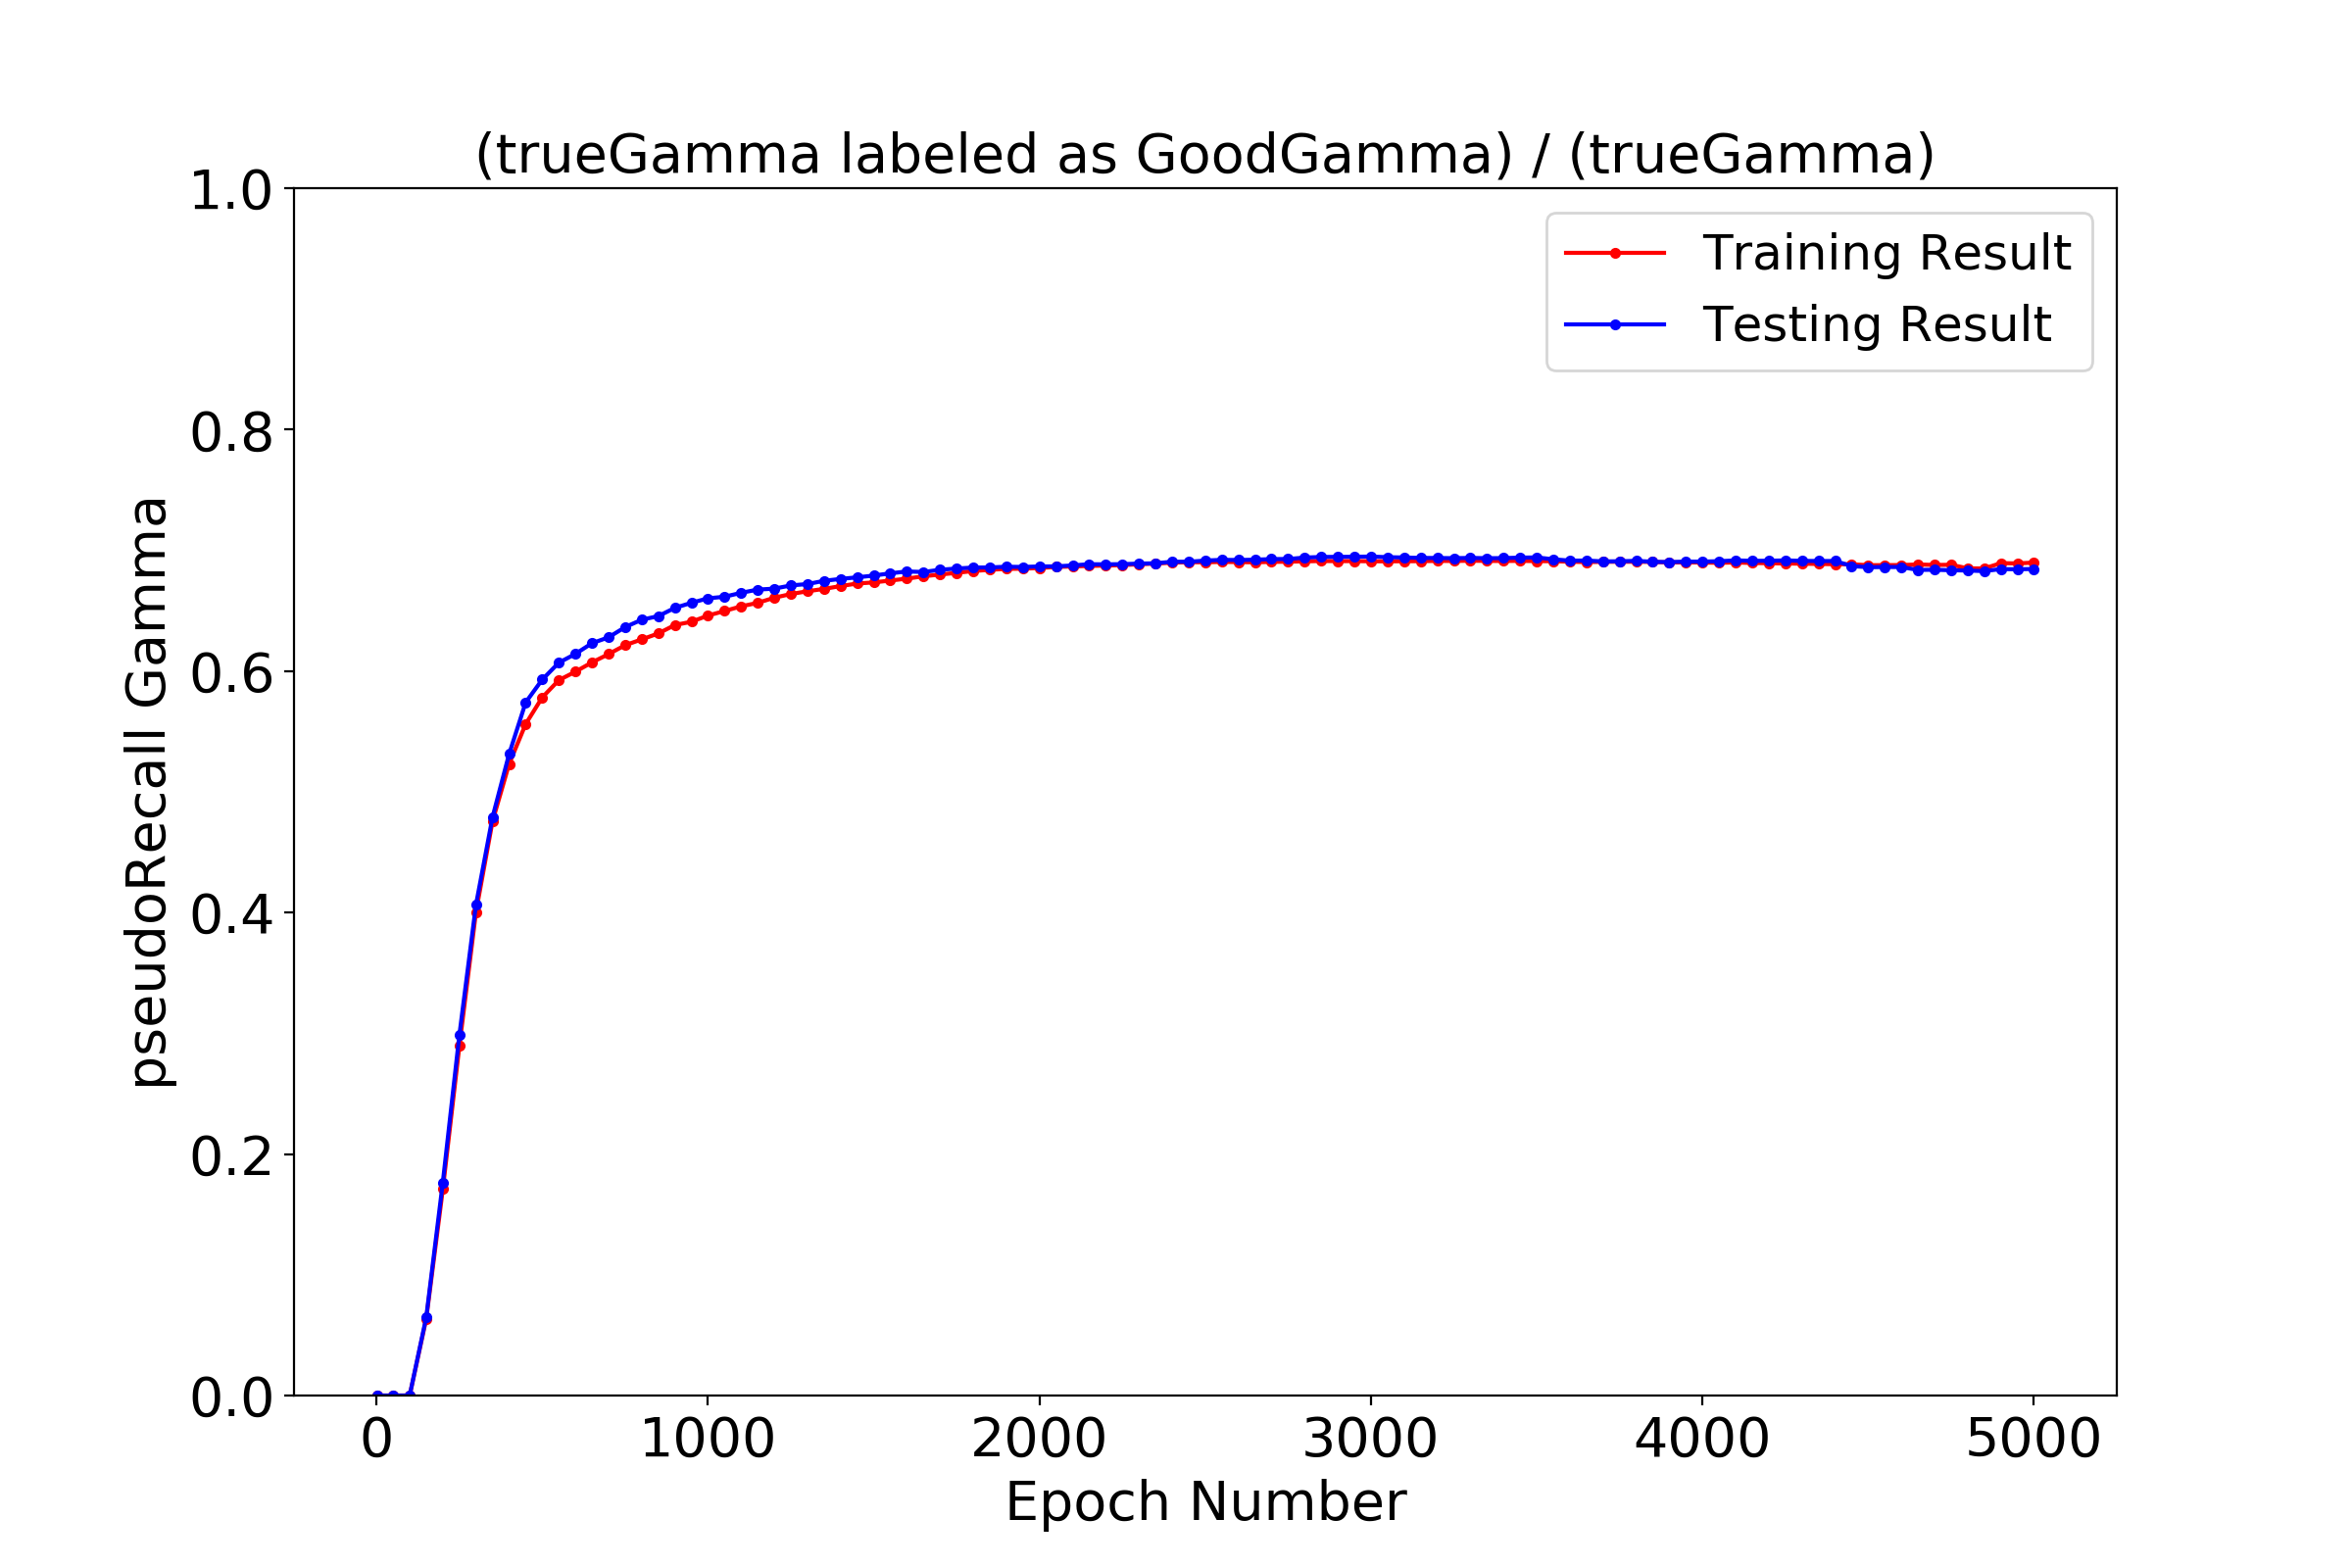 (trueGamma labeled as GoodGamma) / (trueGamma)
Training Result
Testing Result
pseudoRecall Gamma
1.0
0.8
0.6
0.4
0.2
0.0
0 1000 2000 3000 4000 5000
Epoch Number